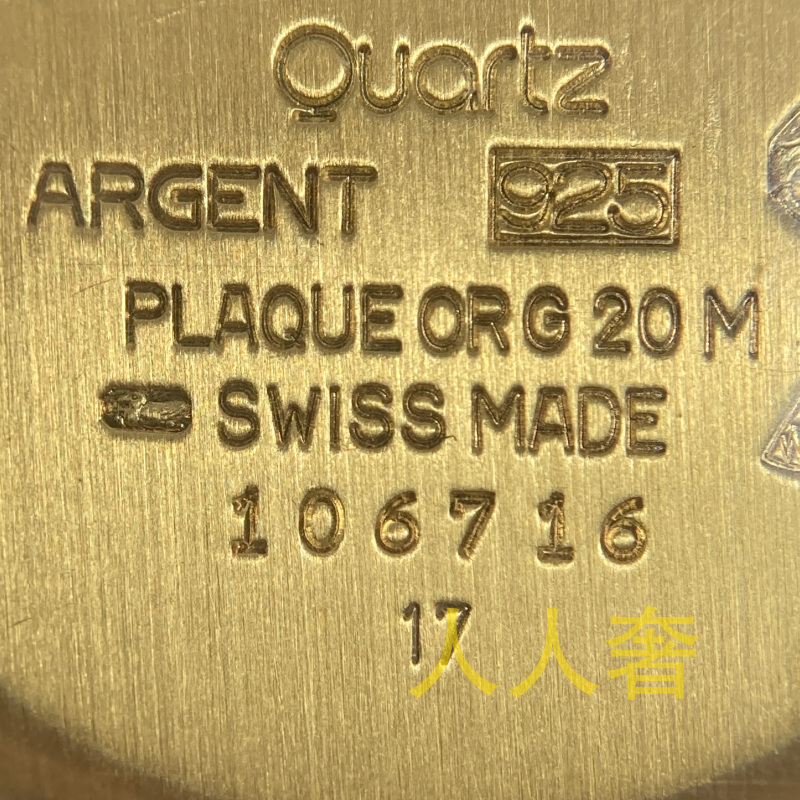 Quartz
ARGENT 925
PLAQUE OR G 20 M
SWISS MADE
106716
17
人人奢